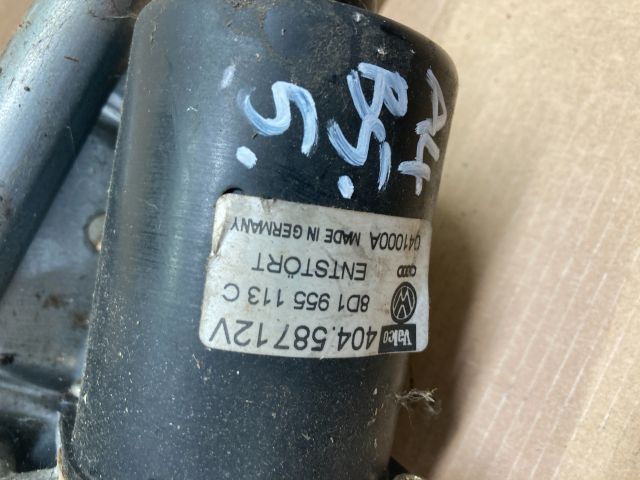 A4
B5.
5.
Valeo 404.587 12V
8D1 955 113 C
ENTSTÖRT
041000A MADE IN GERMANY